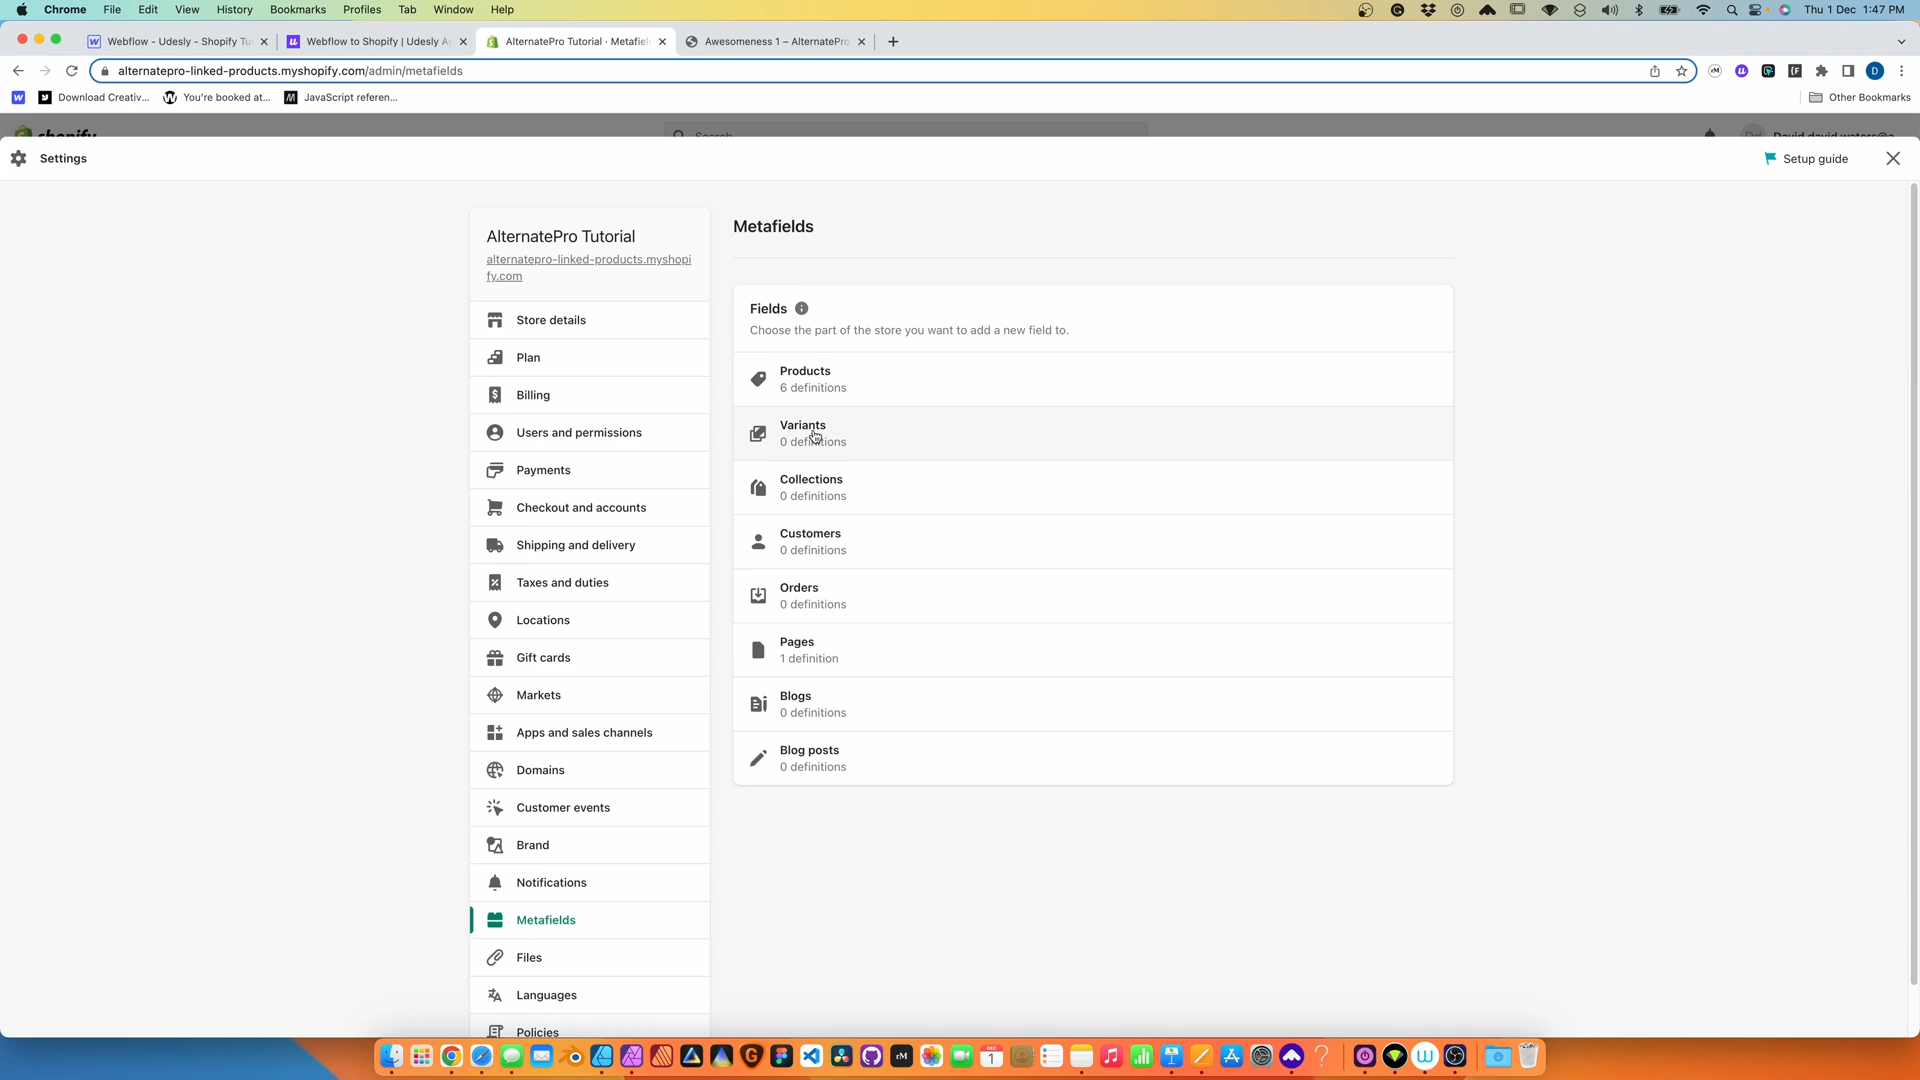 Chrome File Edit View History Bookmarks Profiles Tab Window Help Thu 1 Dec 1:47 PM
Webflow - Udesly - Shopify Tu Webflow to Shopify | Udesly A AlternatePro Tutorial · Metafiel Awesomeness 1 – AlternatePro
alternatepro-linked-products.myshopify.com/admin/metafields
Download Creativ... You're booked at... JavaScript referen... Other Bookmarks
shopify Search
Settings Setup guide
AlternatePro Tutorial
alternatepro-linked-products.myshopi
fy.com
Store details
Plan
Billing
Users and permissions
Payments
Checkout and accounts
Shipping and delivery
Taxes and duties
Locations
Gift cards
Markets
Apps and sales channels
Domains
Customer events
Brand
Notifications
Metafields
Files
Languages
Policies
Metafields
Fields
Choose the part of the store you want to add a new field to.
Products
6 definitions
Variants
0 definitions
Collections
0 definitions
Customers
0 definitions
Orders
0 definitions
Pages
1 definition
Blogs
0 definitions
Blog posts
0 definitions